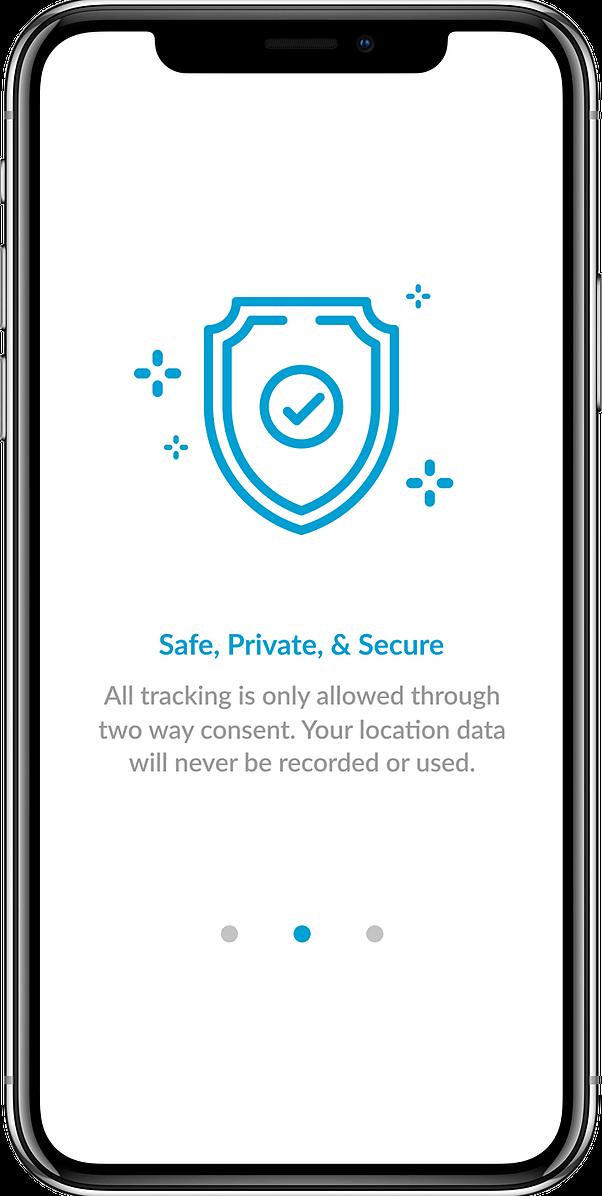 Safe, Private, & Secure
All tracking is only allowed through
two way consent. Your location data
will never be recorded or used.